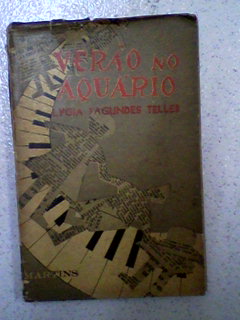 VERÃO NO
AQUÁRIO
LYGIA FAGUNDES TELLES
MARTINS